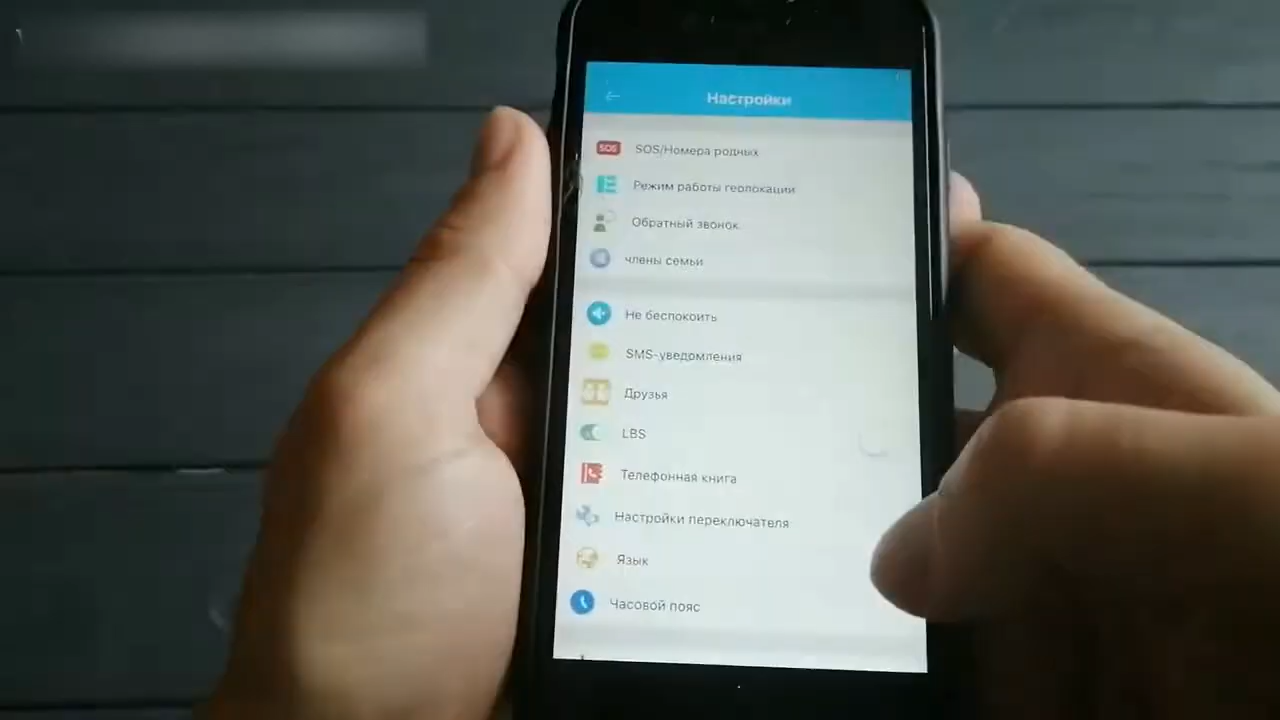 Настройки
SOS
SOS/Номера родных
Режим работы геолокации
Обратный звонок
члены семьи
Не беспокоить
SMS-уведомления
Друзья
LBS
Телефонная книга
Настройки переключателя
Язык
Часовой пояс